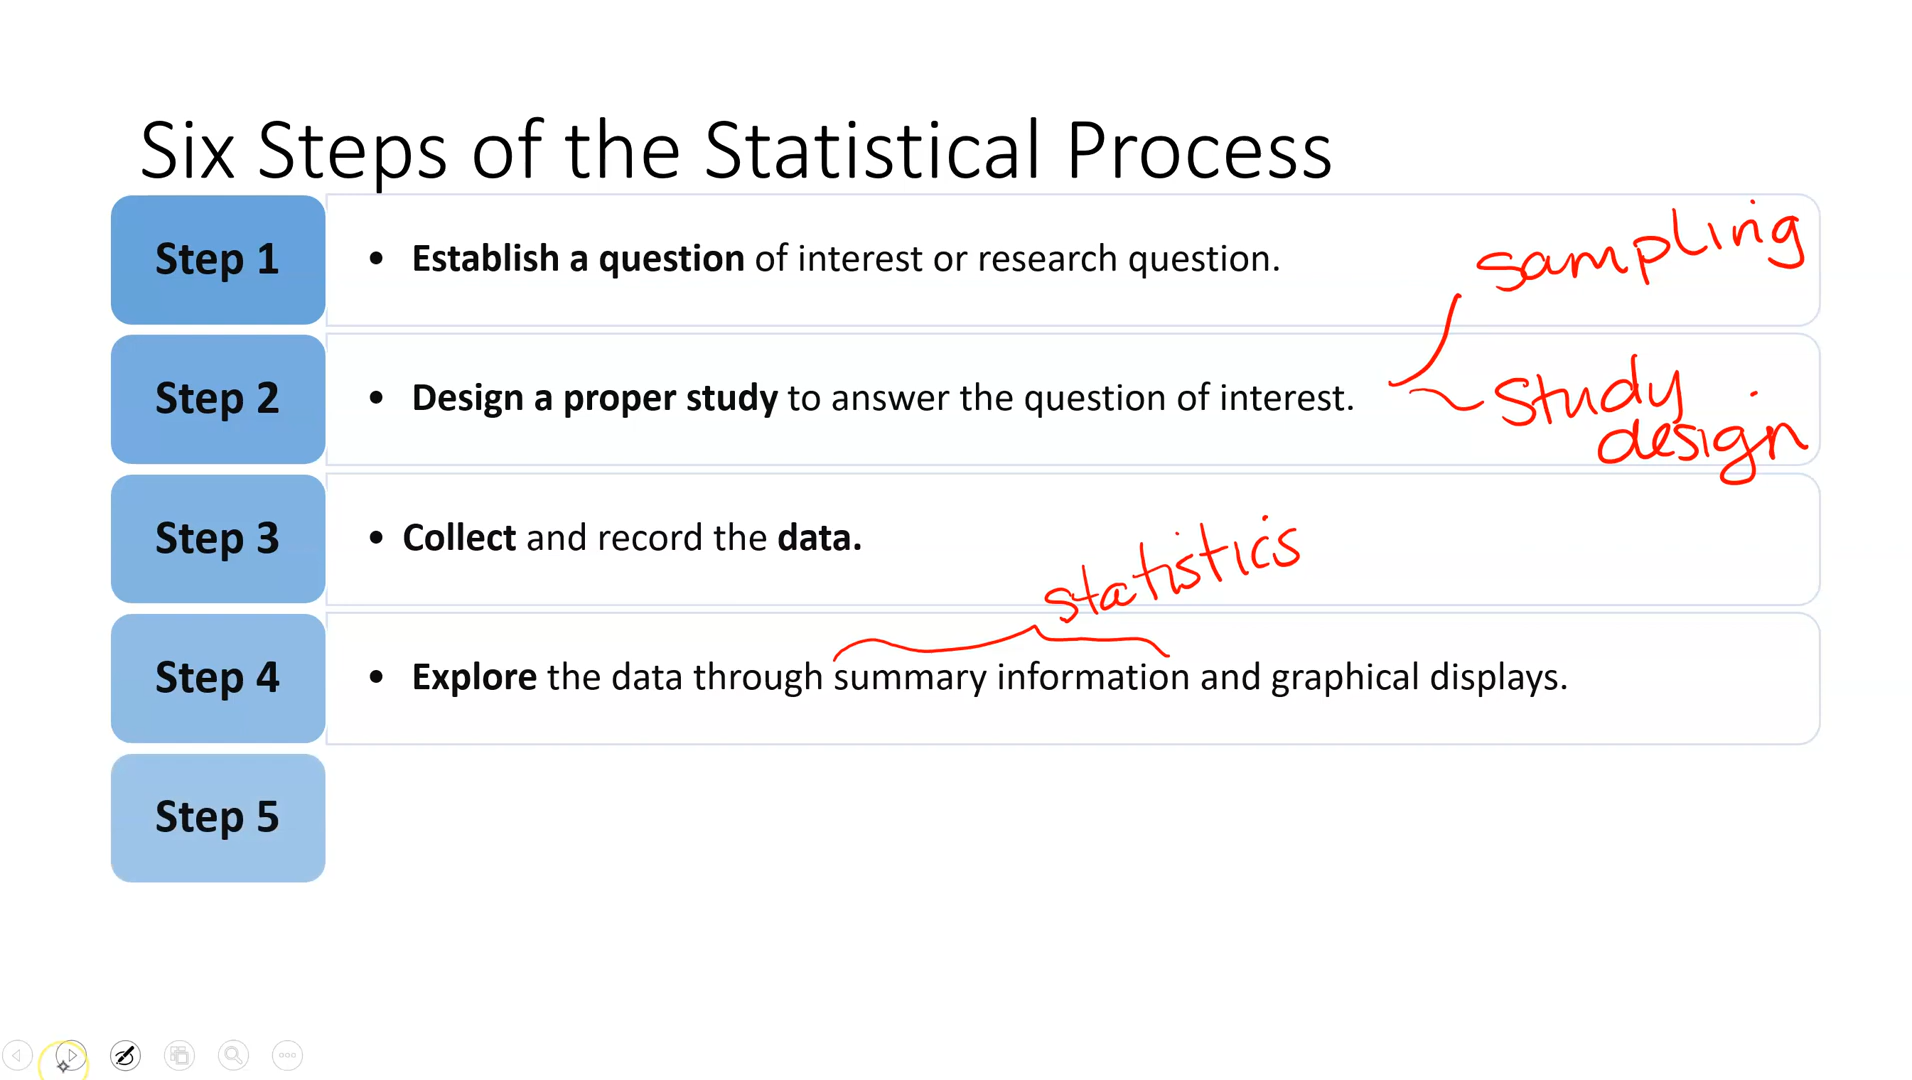 Six Steps of the Statistical Process
Step 1
• Establish a question of interest or research question.
sampling
Step 2
• Design a proper study to answer the question of interest.
study
design
Step 3
• Collect and record the data.
statistics
Step 4
• Explore the data through summary information and graphical displays.
Step 5